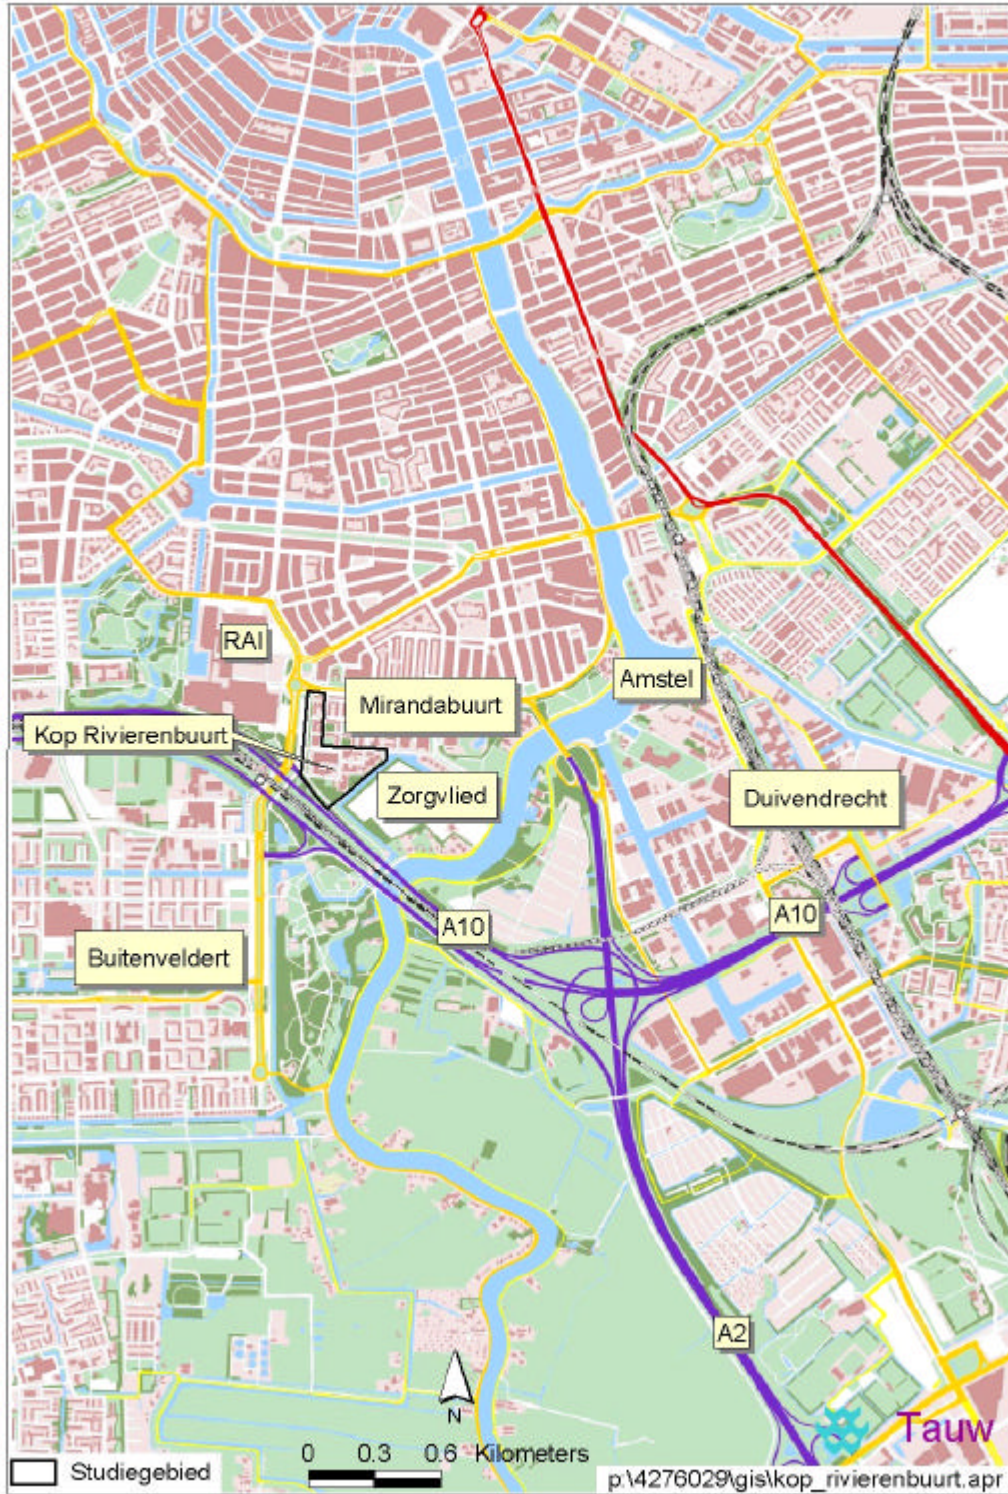 RAI
Amstel
Mirandabuurt
Kop Rivierenbuurt
Zorgvlied
Duivendrecht
A10
A10
Buitenveldert
A2
N
Tauw
0 0.3 0.6 Kilometers
Studiegebied
p:\4276029\gis\kop_rivierenbuurt.apr